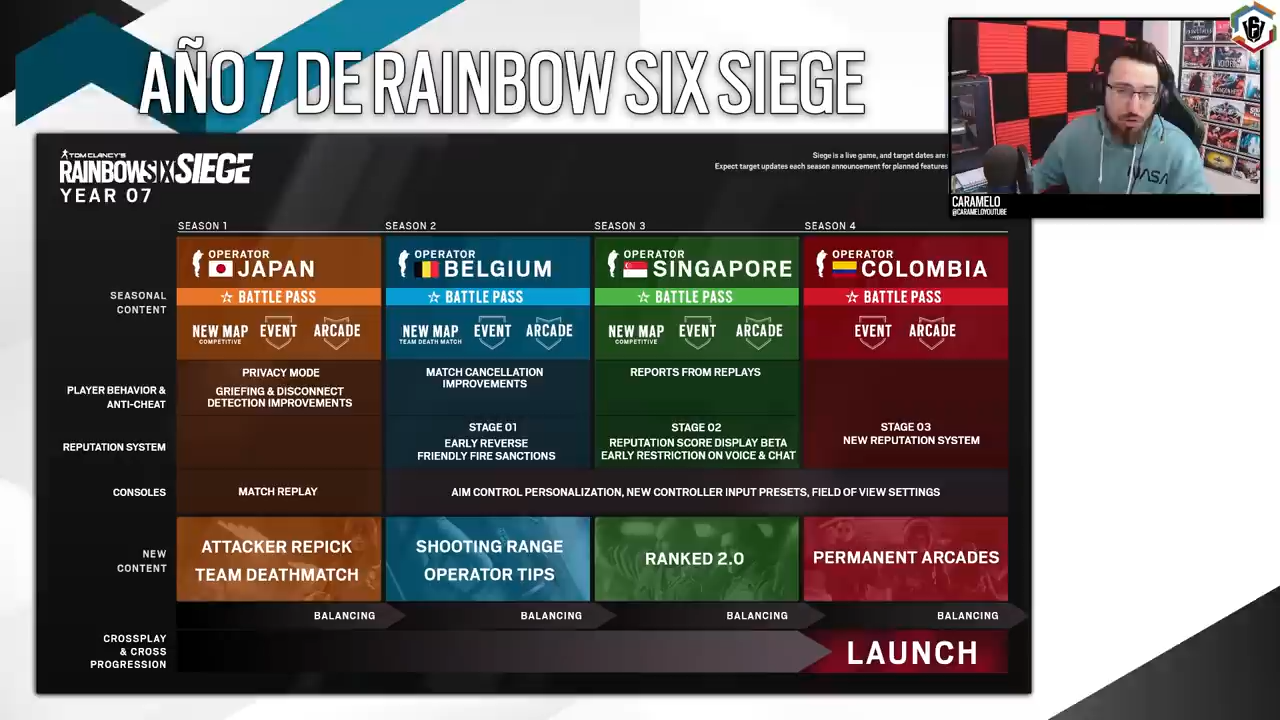 AÑO 7 DE RAINBOW SIX SIEGE
TOM CLANCY'S
RAINBOWSIX SIEGE
YEAR 07
Siege is a live game, and target dates are
Expect target updates each season announcement for planned features
CARAMELO
@CARAMELOYOUTUBE
NASA
SEASON 1
SEASON 2
SEASON 3
SEASON 4
SEASONAL
CONTENT
OPERATOR
JAPAN
BATTLE PASS
NEW MAP
COMPETITIVE
EVENT
ARCADE
OPERATOR
BELGIUM
BATTLE PASS
NEW MAP
TEAM DEATH MATCH
EVENT
ARCADE
OPERATOR
SINGAPORE
BATTLE PASS
NEW MAP
COMPETITIVE
EVENT
ARCADE
OPERATOR
COLOMBIA
BATTLE PASS
EVENT
ARCADE
PLAYER BEHAVIOR &
ANTI-CHEAT
PRIVACY MODE
GRIEFING & DISCONNECT
DETECTION IMPROVEMENTS
MATCH CANCELLATION
IMPROVEMENTS
REPORTS FROM REPLAYS
REPUTATION SYSTEM
STAGE 01
EARLY REVERSE
FRIENDLY FIRE SANCTIONS
STAGE 02
REPUTATION SCORE DISPLAY BETA
EARLY RESTRICTION ON VOICE & CHAT
STAGE 03
NEW REPUTATION SYSTEM
CONSOLES
MATCH REPLAY
AIM CONTROL PERSONALIZATION, NEW CONTROLLER INPUT PRESETS, FIELD OF VIEW SETTINGS
NEW
CONTENT
ATTACKER REPICK
TEAM DEATHMATCH
SHOOTING RANGE
OPERATOR TIPS
RANKED 2.0
PERMANENT ARCADES
BALANCING
BALANCING
BALANCING
BALANCING
CROSSPLAY
& CROSS
PROGRESSION
LAUNCH